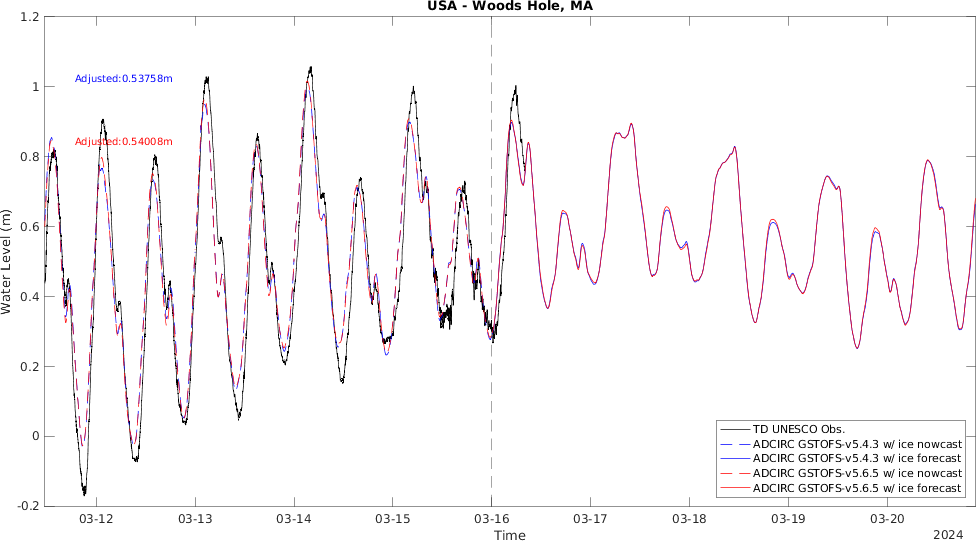 USA - Woods Hole, MA
1.2
1
0.8
0.6
0.4
0.2
0
-0.2
Water Level (m)
Adjusted:0.53758m
Adjusted:0.54008m
TD UNESCO Obs.
ADCIRC GSTOFS-v5.4.3 w/ ice nowcast
ADCIRC GSTOFS-v5.4.3 w/ ice forecast
ADCIRC GSTOFS-v5.6.5 w/ ice nowcast
ADCIRC GSTOFS-v5.6.5 w/ ice forecast
03-12 03-13 03-14 03-15 03-16 03-17 03-18 03-19 03-20
Time
2024